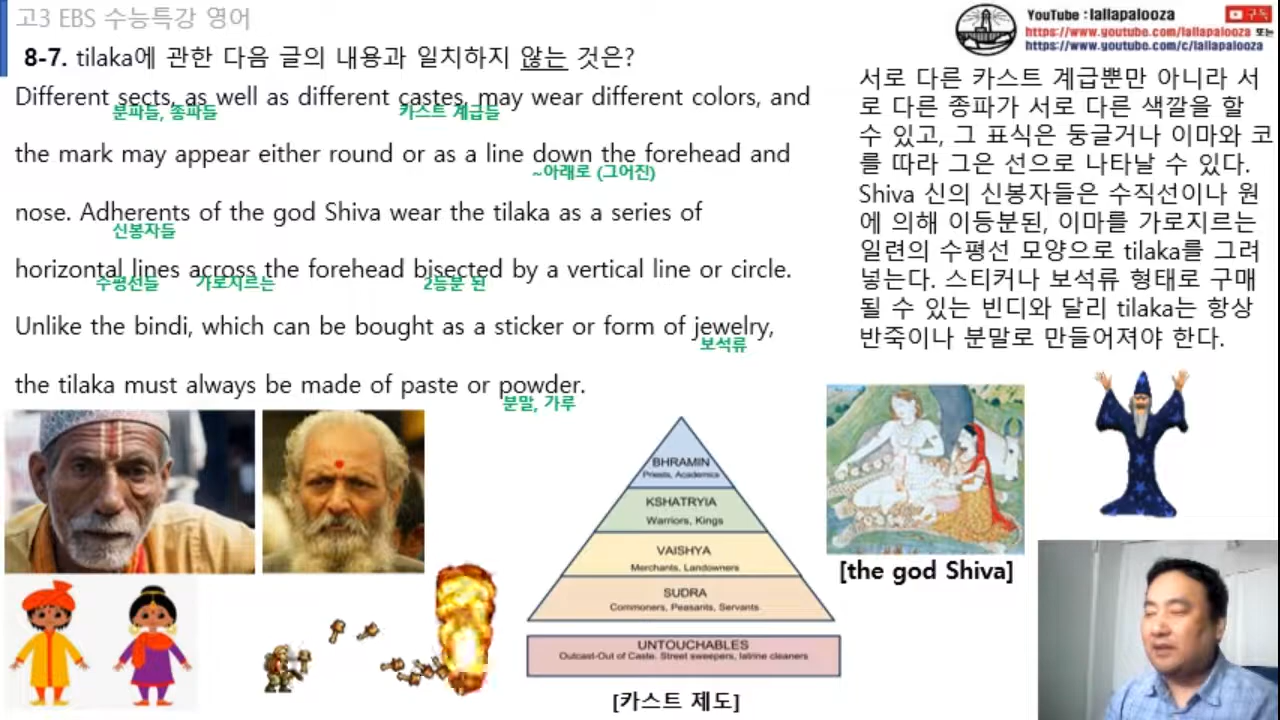 고3 EBS 수능특강 영어
8-7. tilaka에 관한 다음 글의 내용과 일치하지 않는 것은?
Different sects, as well as different castes, may wear different colors, and
분파들, 종파들
카스트 계급들
the mark may appear either round or as a line down the forehead and
~아래로 (그어진)
nose. Adherents of the god Shiva wear the tilaka as a series of
신봉자들
horizontal lines across the forehead bisected by a vertical line or circle.
수평선들
가로지르는
2등분 된
Unlike the bindi, which can be bought as a sticker or form of jewelry,
보석류
the tilaka must always be made of paste or powder.
분말, 가루
YouTube : lallapalooza
구독
https://www.youtube.com/lallapalooza 또는
https://www.youtube.com/c/lallapalooza
서로 다른 카스트 계급뿐만 아니라 서
로 다른 종파가 서로 다른 색깔을 할
수 있고, 그 표식은 둥글거나 이마와 코
를 따라 그은 선으로 나타날 수 있다.
Shiva 신의 신봉자들은 수직선이나 원
에 의해 이등분된, 이마를 가로지르는
일련의 수평선 모양으로 tilaka를 그려
넣는다. 스티커나 보석류 형태로 구매
될 수 있는 빈디와 달리 tilaka는 항상
반죽이나 분말로 만들어져야 한다.
BHRAMIN
Priests, Academics
KSHATRYIA
Warriors, Kings
VAISHYA
Merchants, Landowners
SUDRA
Commoners, Peasants, Servants
UNTOUCHABLES
Outcast-Out of Caste. Street sweepers, latrine cleaners
[카스트 제도]
[the god Shiva]